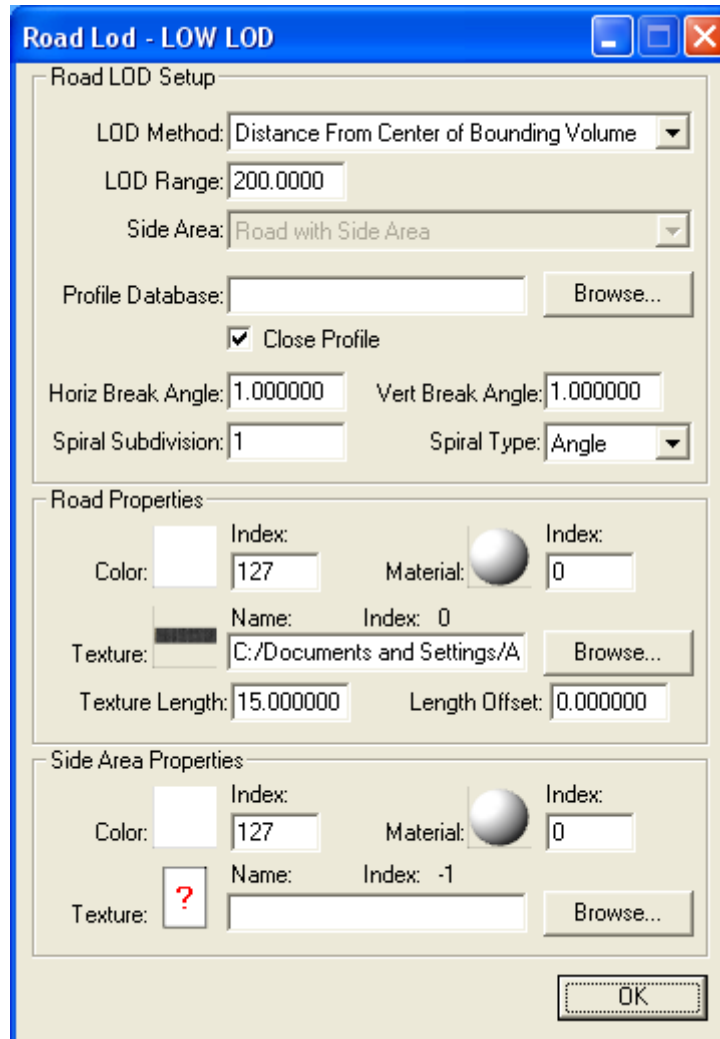 Road Lod - LOW LOD
Road LOD Setup
LOD Method: Distance From Center of Bounding Volume
LOD Range: 200.0000
Side Area: Road with Side Area
Profile Database: Browse...
Close Profile
Horiz Break Angle: 1.000000 Vert Break Angle: 1.000000
Spiral Subdivision: 1 Spiral Type: Angle
Road Properties
Index: Index:
Color: 127 Material: 0
Name: Index: 0
Texture: C:/Documents and Settings/A Browse...
Texture Length: 15.000000 Length Offset: 0.000000
Side Area Properties
Index: Index:
Color: 127 Material: 0
Name: Index: -1
Texture: ? Browse...
OK